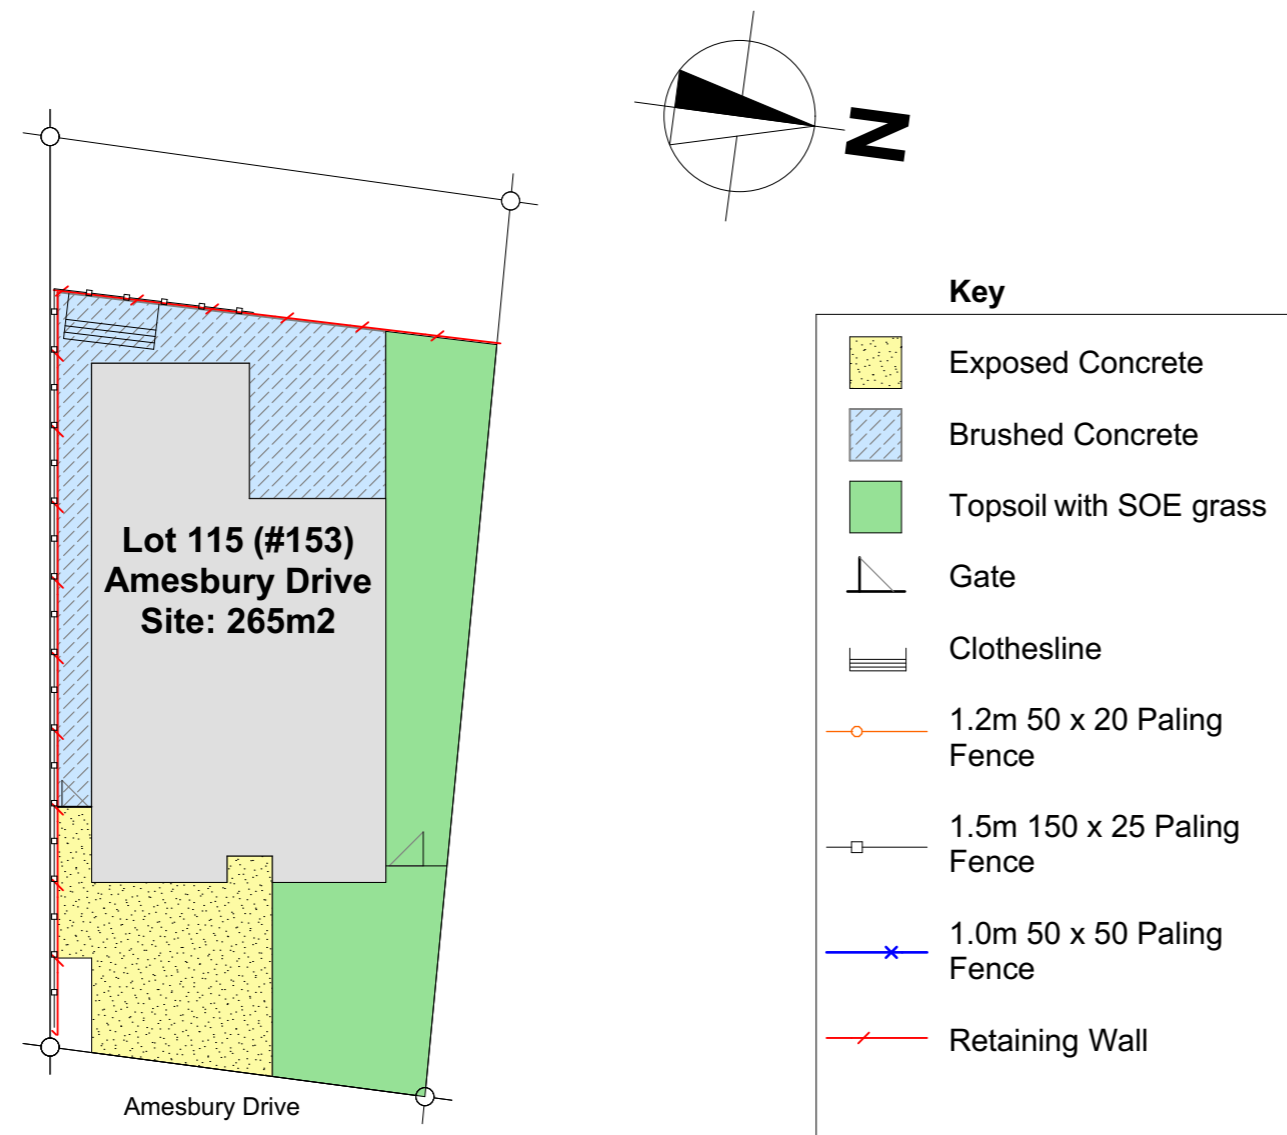 N
Key
Exposed Concrete
Brushed Concrete
Topsoil with SOE grass
Gate
Clothesline
1.2m 50 x 20 Paling
Fence
1.5m 150 x 25 Paling
Fence
1.0m 50 x 50 Paling
Fence
Retaining Wall
Lot 115 (#153)
Amesbury Drive
Site: 265m2
Amesbury Drive